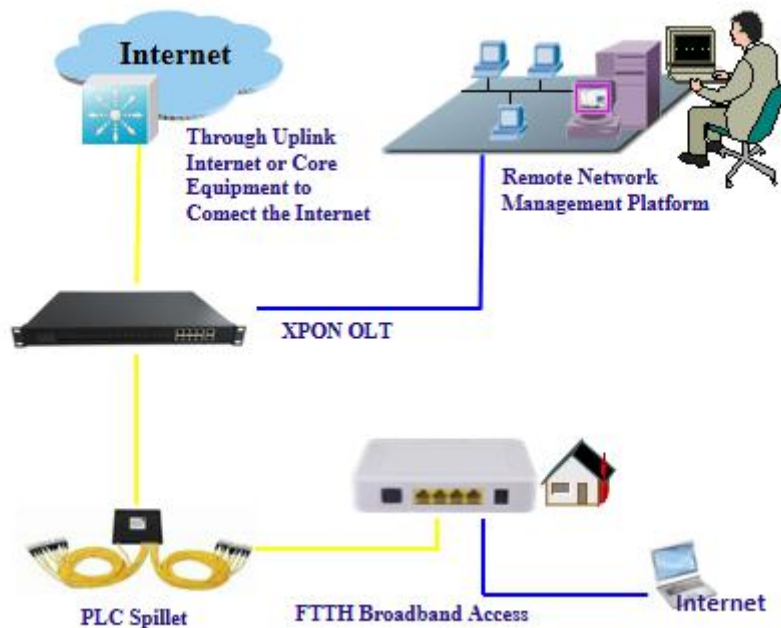 Internet
Through Uplink
Internet or Core
Equipment to
Comect the Internet
Remote Network
Management Platform
XPON OLT
PLC Spillet
FTTH Broadband Access
Internet